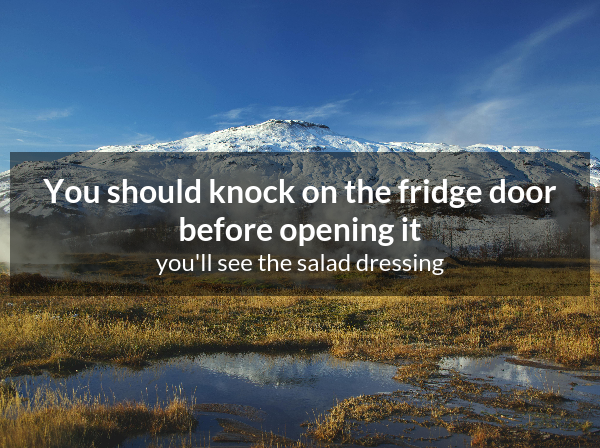 You should knock on the fridge door
before opening it
you'll see the salad dressing